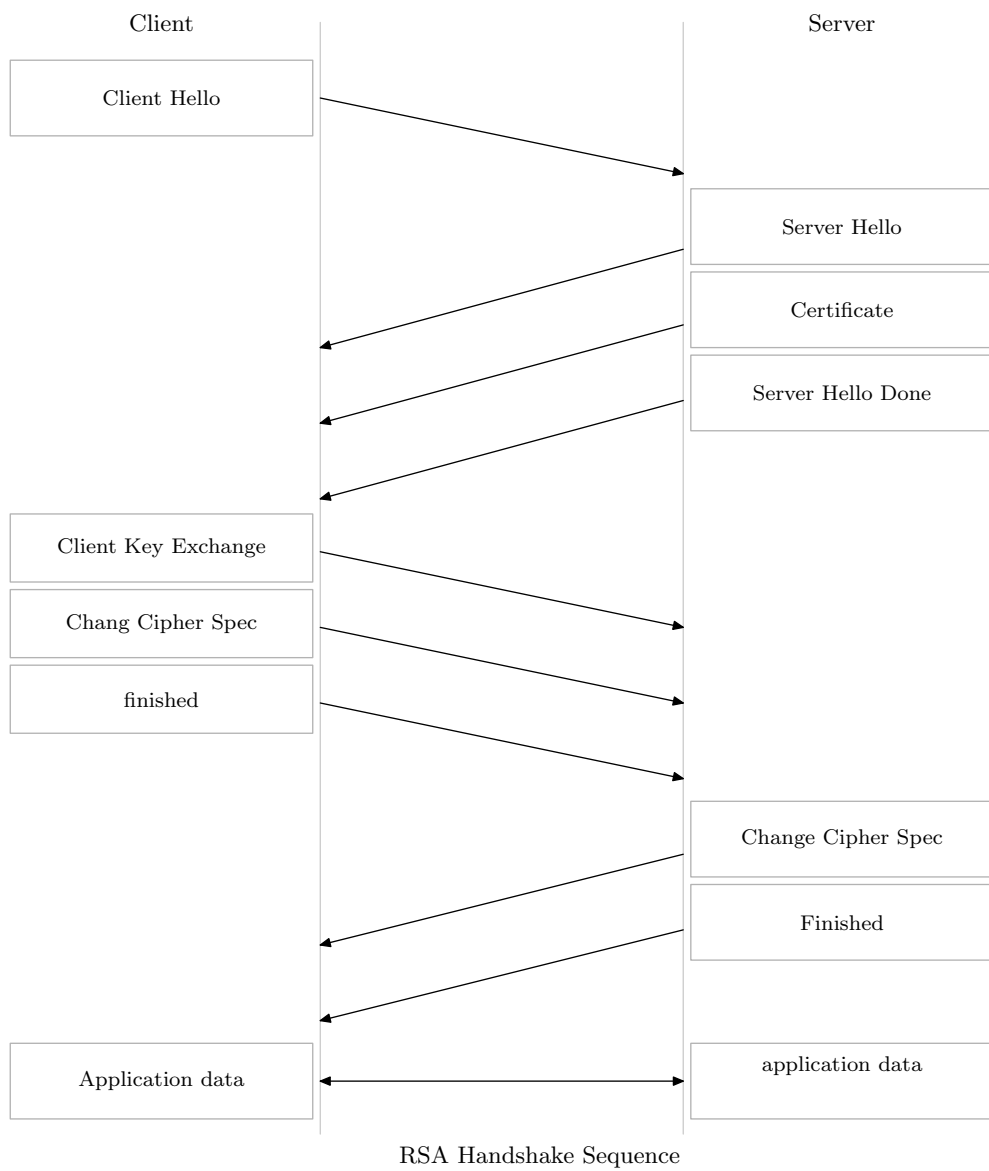 Client
Server
Client Hello
Server Hello
Certificate
Server Hello Done
Client Key Exchange
Chang Cipher Spec
finished
Change Cipher Spec
Finished
Application data
application data
RSA Handshake Sequence